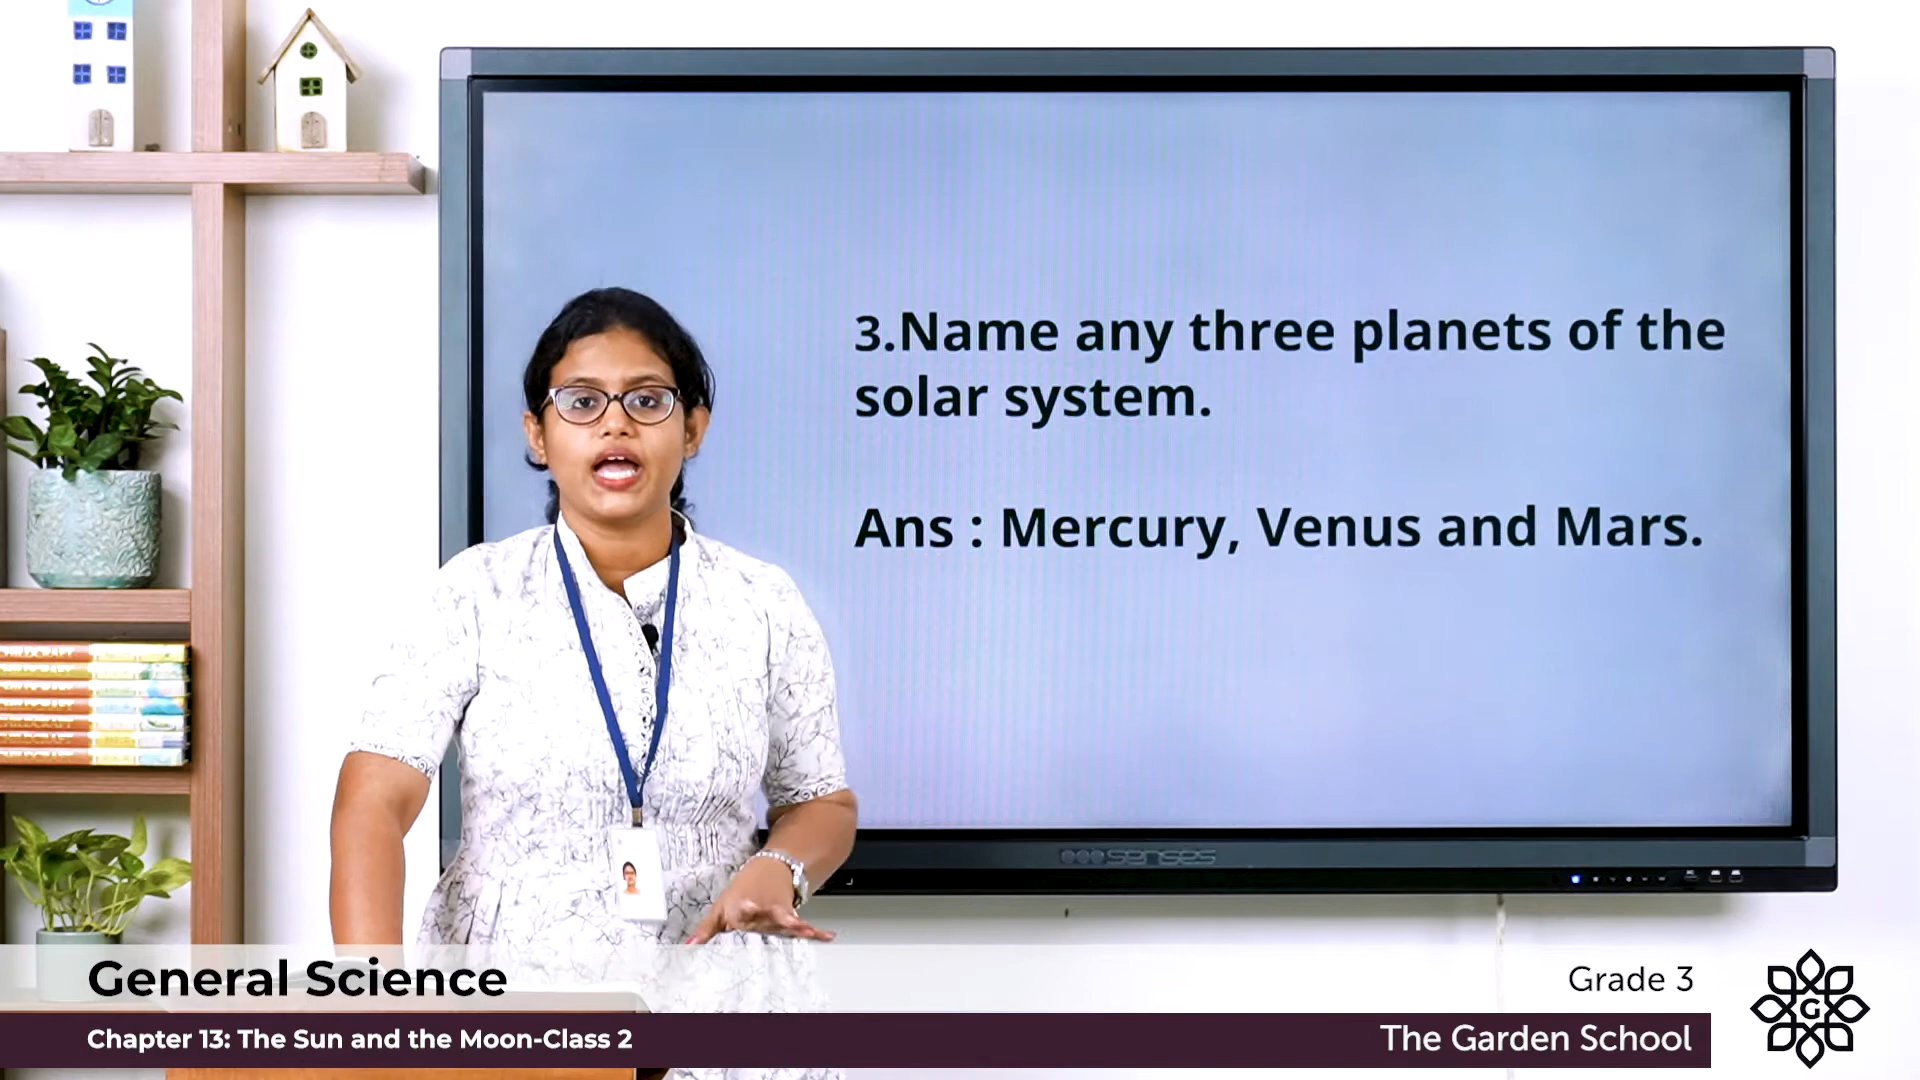 3.Name any three planets of the
solar system.
Ans : Mercury, Venus and Mars.
senses
General Science
Grade 3
Chapter 13: The Sun and the Moon-Class 2
The Garden School
G